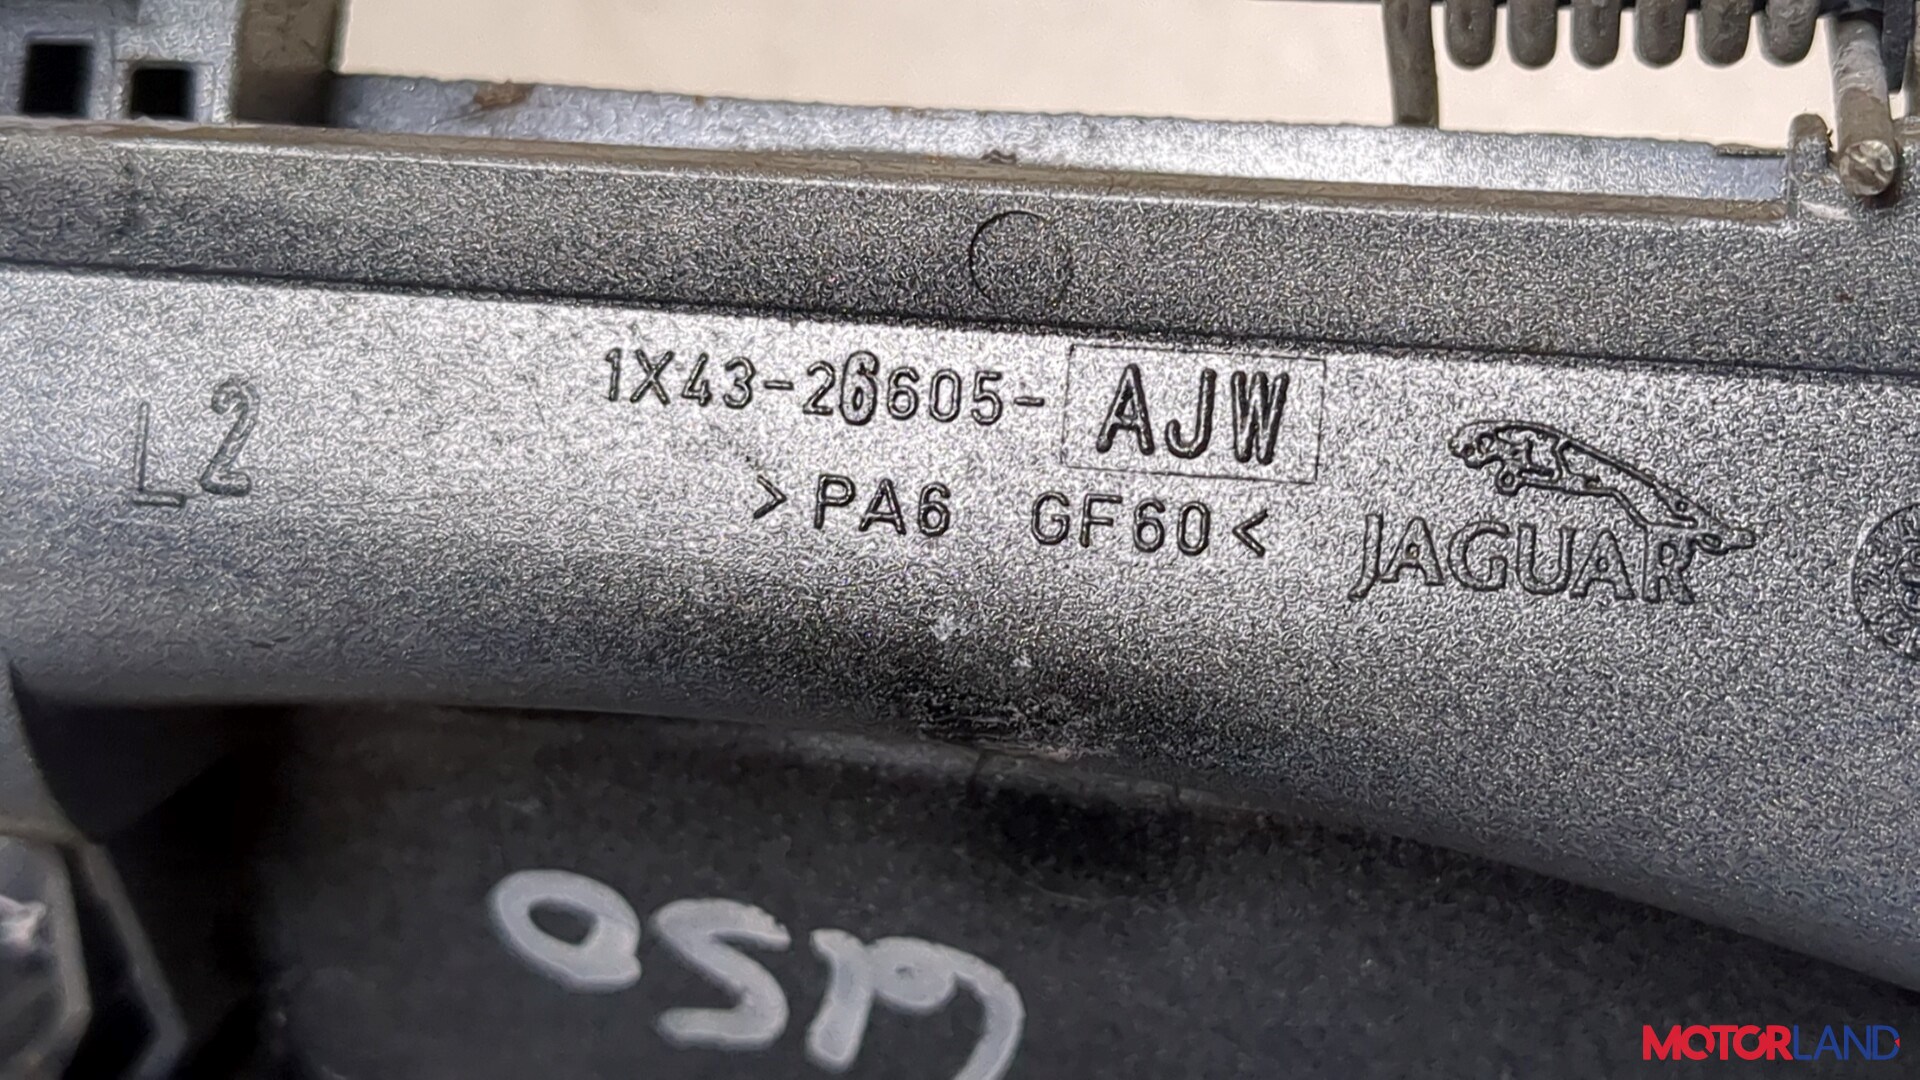 1X43-26605-AJW
L2
>PA6 GF60<
JAGUAR
MOTORLAND